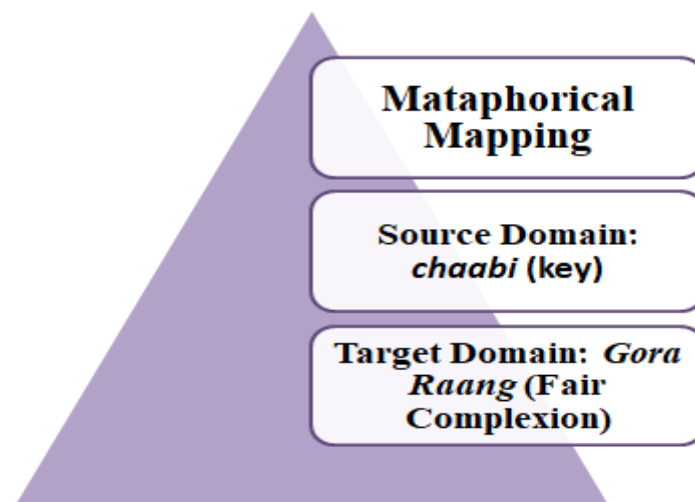 Mataphorical
Mapping
Source Domain:
chaabi (key)
Target Domain: Gora
Raang (Fair
Complexion)